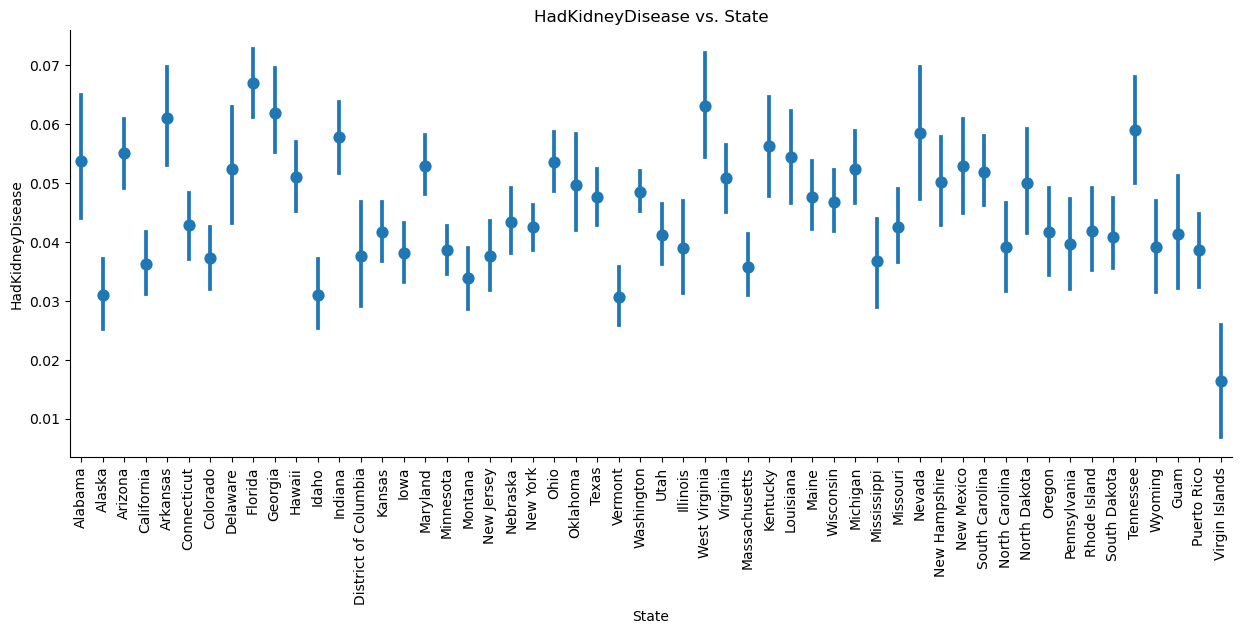 HadKidneyDisease vs. State
HadKidneyDisease
0.07
0.06
0.05
0.04
0.03
0.02
0.01
Alabama
Alaska
Arizona
California
Arkansas
Connecticut
Colorado
Delaware
Florida
Georgia
Hawaii
Idaho
Indiana
District of Columbia
Kansas
Iowa
Maryland
Minnesota
Montana
New Jersey
Nebraska
New York
Ohio
Oklahoma
Texas
Vermont
Washington
Utah
Illinois
West Virginia
Virginia
Massachusetts
Kentucky
Louisiana
Maine
Wisconsin
Michigan
Mississippi
Missouri
Nevada
New Hampshire
New Mexico
South Carolina
North Carolina
North Dakota
Oregon
Pennsylvania
Rhode Island
South Dakota
Tennessee
Wyoming
Guam
Puerto Rico
Virgin Islands
State